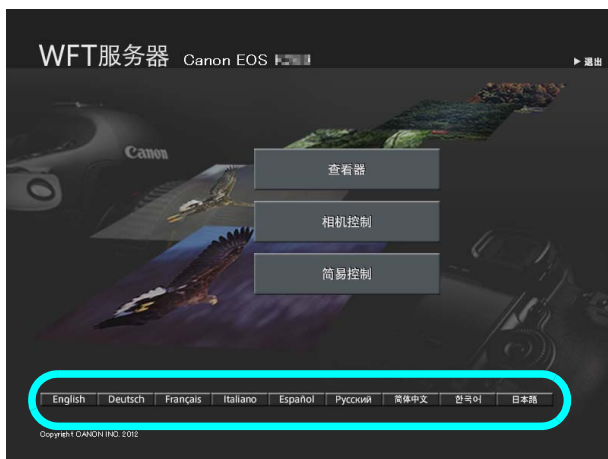 WFT服务器 Canon EOS
▶ 退出
Canon
查看器
相机控制
简易控制
English Deutsch Français Italiano Español Русский 简体中文 한국어 日本語
Copyright CANON INC. 2012